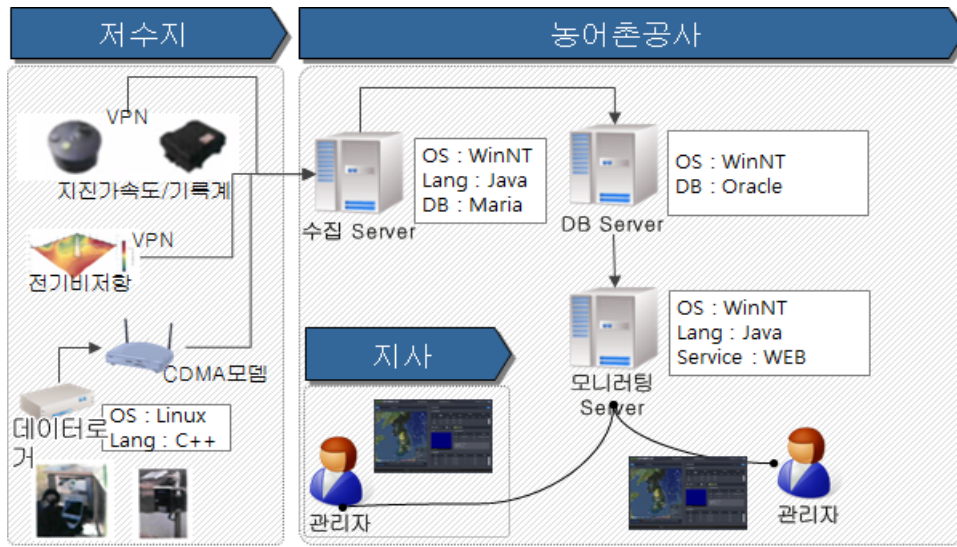 저수지
농어촌공사
VPN
지진가속도/기록계
VPN
전기비저항
CDMA모뎀
데이터로
거
OS : Linux
Lang : C++
수집 Server
OS : WinNT
Lang : Java
DB : Maria
DB Server
OS : WinNT
DB : Oracle
모니러팅
Server
OS : WinNT
Lang : Java
Service : WEB
지사
관리자
관리자